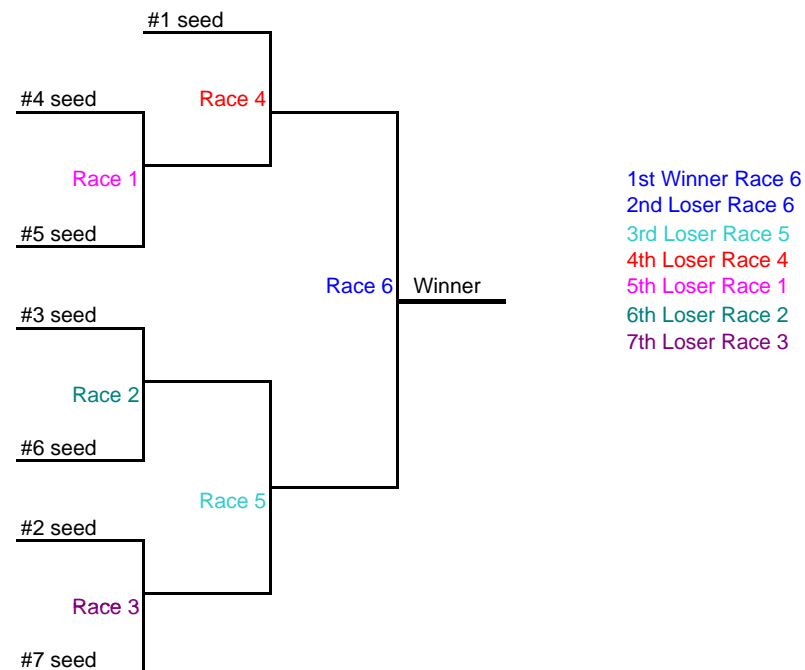 #1 seed
#4 seed
Race 4
Race 1
#5 seed
Race 6
Winner
#3 seed
Race 2
#6 seed
Race 5
#2 seed
Race 3
#7 seed
1st Winner Race 6
2nd Loser Race 6
3rd Loser Race 5
4th Loser Race 4
5th Loser Race 1
6th Loser Race 2
7th Loser Race 3